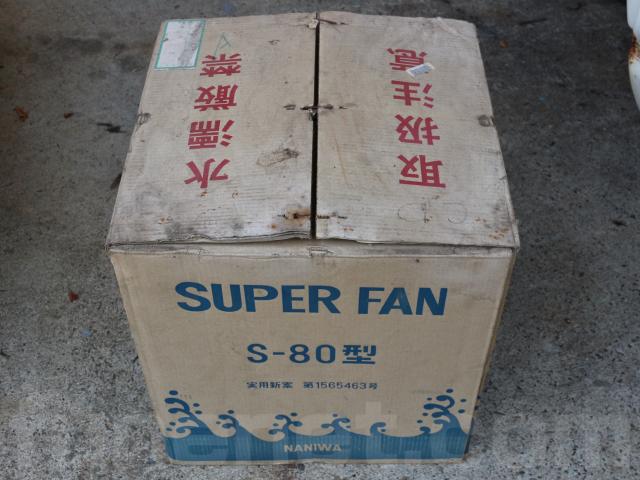 水濡厳禁
取扱注意
SUPER FAN
S-80型
実用新案 第1565463号
NANIWA